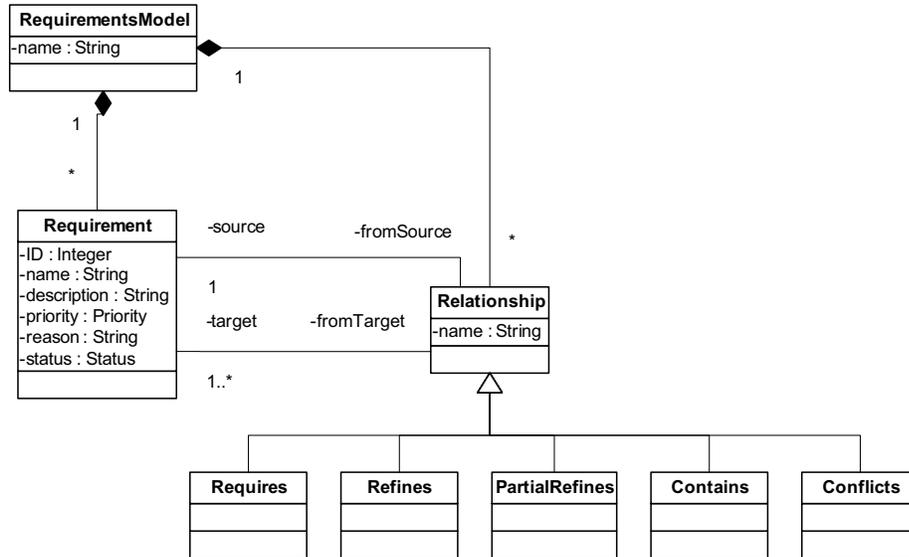 RequirementsModel
-name : String
1
1
*
Requirement
-ID : Integer
-name : String
-description : String
-priority : Priority
-reason : String
-status : Status
-source
-fromSource
*
1
-target
-fromTarget
1..*
Relationship
-name : String
Requires
Refines
PartialRefines
Contains
Conflicts